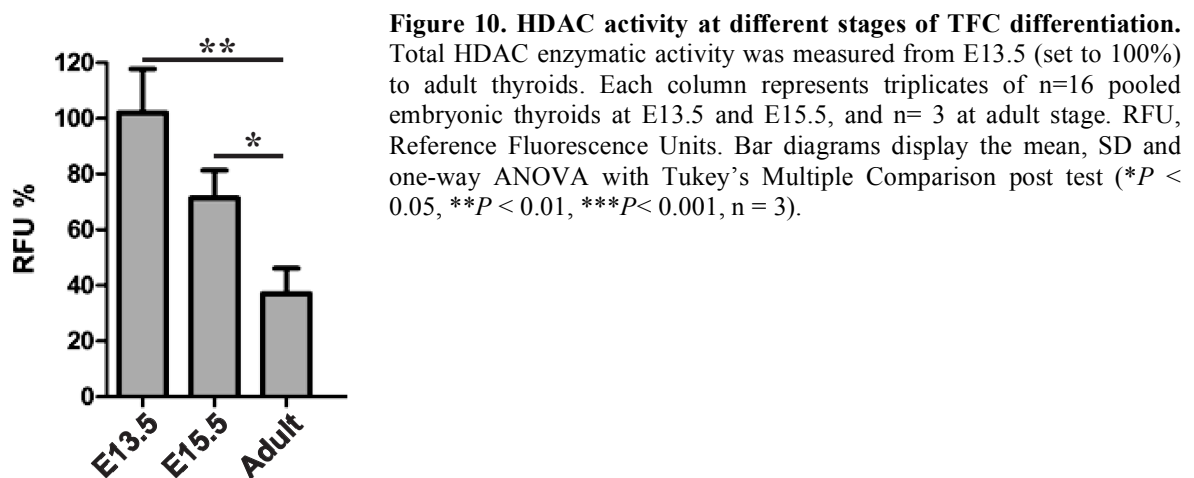 Figure 10. HDAC activity at different stages of TFC differentiation.
Total HDAC enzymatic activity was measured from E13.5 (set to 100%)
to adult thyroids. Each column represents triplicates of n=16 pooled
embryonic thyroids at E13.5 and E15.5, and n= 3 at adult stage. RFU,
Reference Fluorescence Units. Bar diagrams display the mean, SD and
one-way ANOVA with Tukey’s Multiple Comparison post test (*P <
0.05, **P < 0.01, ***P< 0.001, n = 3).
**
*
120
100
80
60
40
20
0
RFU %
E13.5
E15.5
Adult